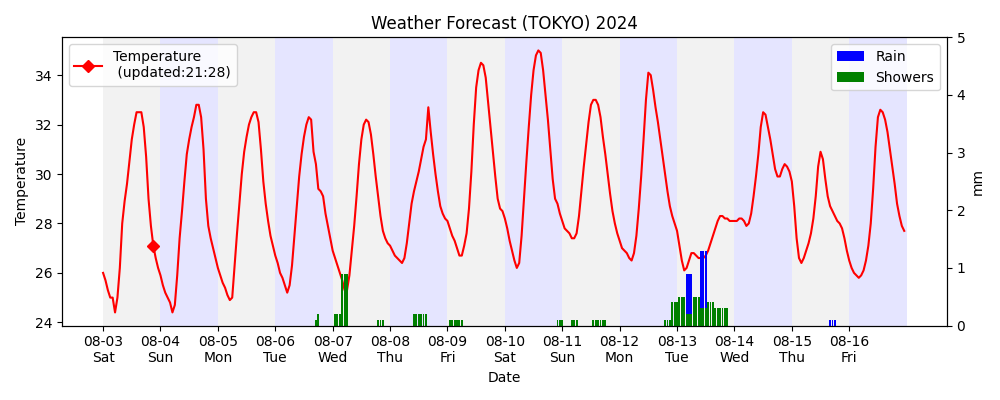 Weather Forecast (TOKYO) 2024
Temperature
(updated:21:28)
Rain
Showers
Temperature
34
32
30
28
26
24
5
4
3
2
1
0
mm
08-03 08-04 08-05 08-06 08-07 08-08 08-09 08-10 08-11 08-12 08-13 08-14 08-15 08-16
Sat Sun Mon Tue Wed Thu Fri Sat Sun Mon Tue Wed Thu Fri
Date